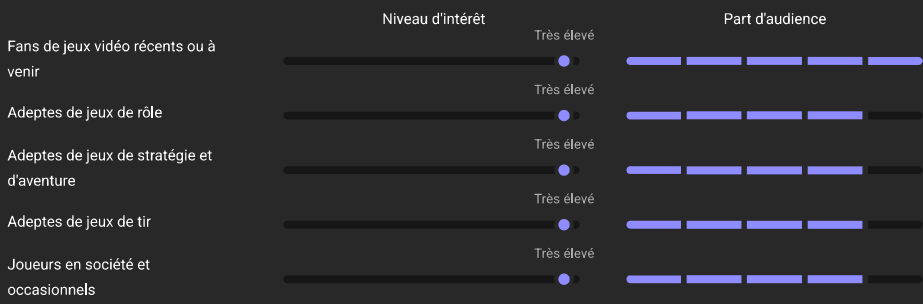 Niveau d'intérêt
Part d'audience
Fans de jeux vidéo récents ou à
venir
Très élevé
Adeptes de jeux de rôle
Très élevé
Adeptes de jeux de stratégie et
d'aventure
Très élevé
Adeptes de jeux de tir
Très élevé
Joueurs en société et
occasionnels
Très élevé